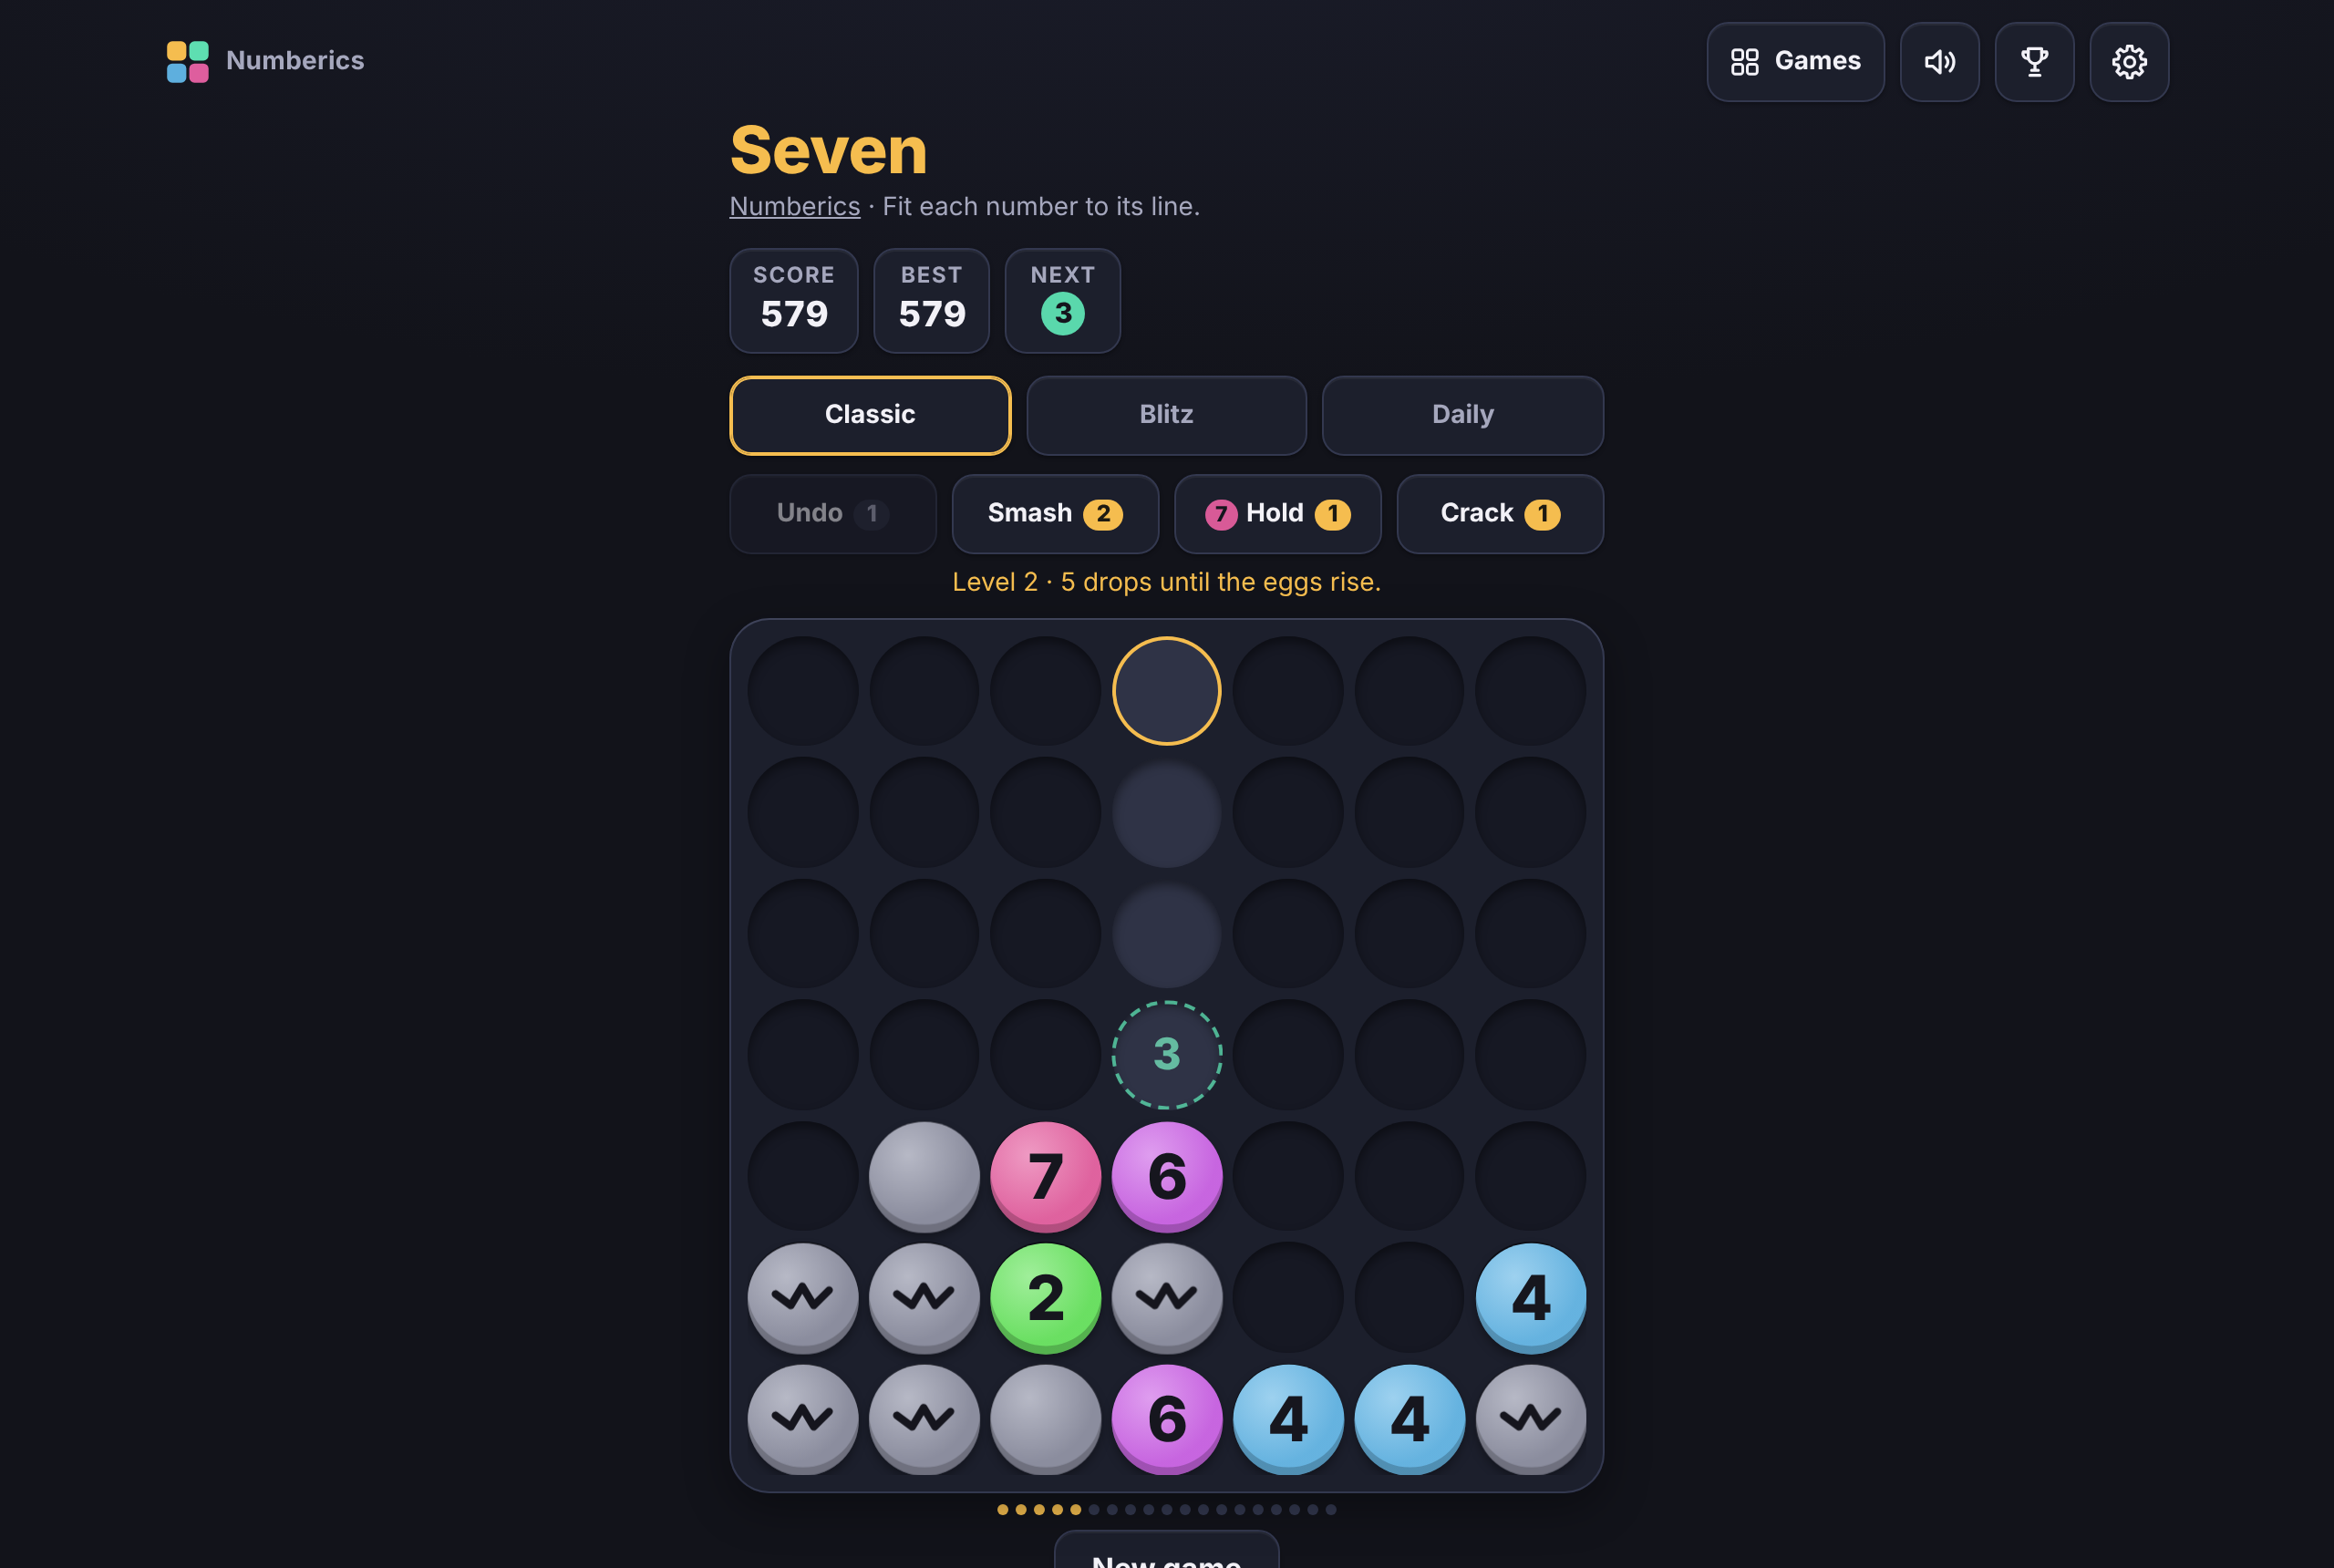 Numberics
Games
Seven
Numberics · Fit each number to its line.
SCORE BEST NEXT
579 579 3
Classic Blitz Daily
Undo 1 Smash 2 7 Hold 1 Crack 1
Level 2 · 5 drops until the eggs rise.
3
7 6
2 4
6 4 4
New game